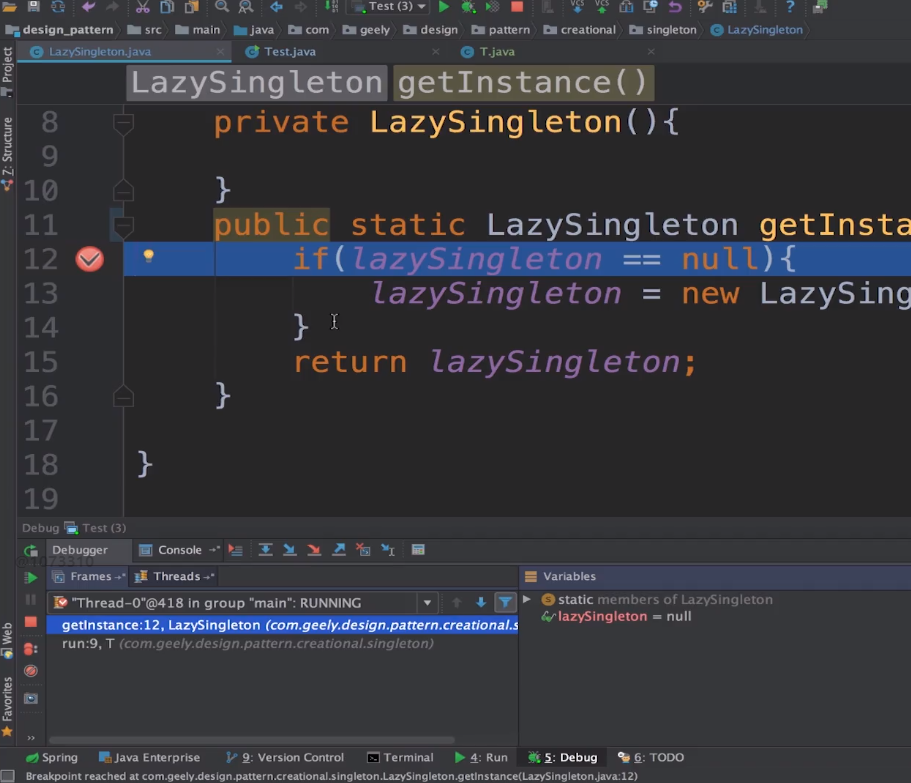 Test (3)
design_pattern src main java com geely design pattern creational singleton LazySingleton
LazySingleton.java Test.java T.java
LazySingleton getInstance()
8 private LazySingleton(){
9
10 }
11 public static LazySingleton getInsta
12 if(lazySingleton == null){
13 lazySingleton = new LazySing
14 }
15 return lazySingleton;
16 }
17
18 }
19
Project
Z: Structure
Web
Favorites
Debug Test (3)
Debugger Console
Frames Threads
"Thread-0"@418 in group "main": RUNNING
getInstance:12, LazySingleton (com.geely.design.pattern.creational.s
run:9, T (com.geely.design.pattern.creational.singleton)
Variables
static members of LazySingleton
lazySingleton = null
Spring Java Enterprise 9: Version Control Terminal 4: Run 5: Debug 6: TODO
Breakpoint reached at com.geely.design.pattern.creational.singleton.LazySingleton.getInstance(LazySingleton.java:12)